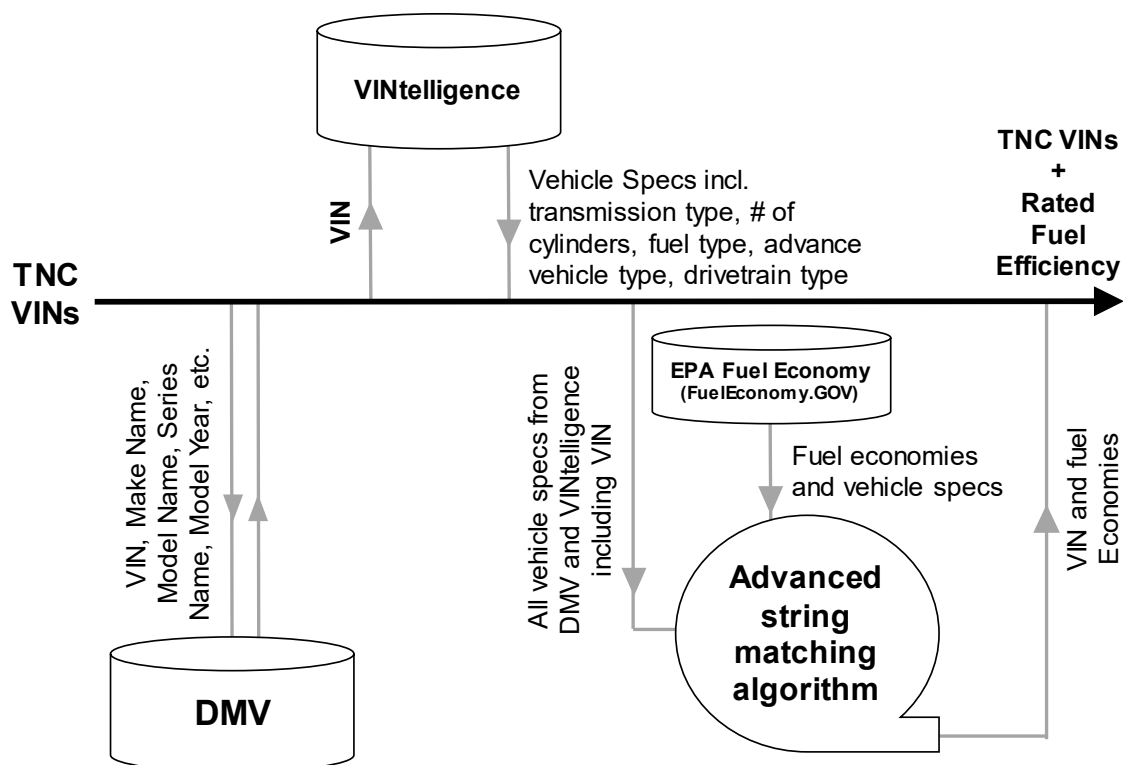 VINtelligence
TNC VINs
+
Rated
Fuel
Efficiency
VIN
Vehicle Specs incl.
transmission type, # of
cylinders, fuel type, advance
vehicle type, drivetrain type
TNC
VINs
VIN, Make Name,
Model Name, Series
Name, Model Year, etc.
DMV
All vehicle specs from
DMV and VINtelligence
including VIN
EPA Fuel Economy
(FuelEconomy.GOV)
Fuel economies
and vehicle specs
Advanced
string
matching
algorithm
VIN and fuel
Economies